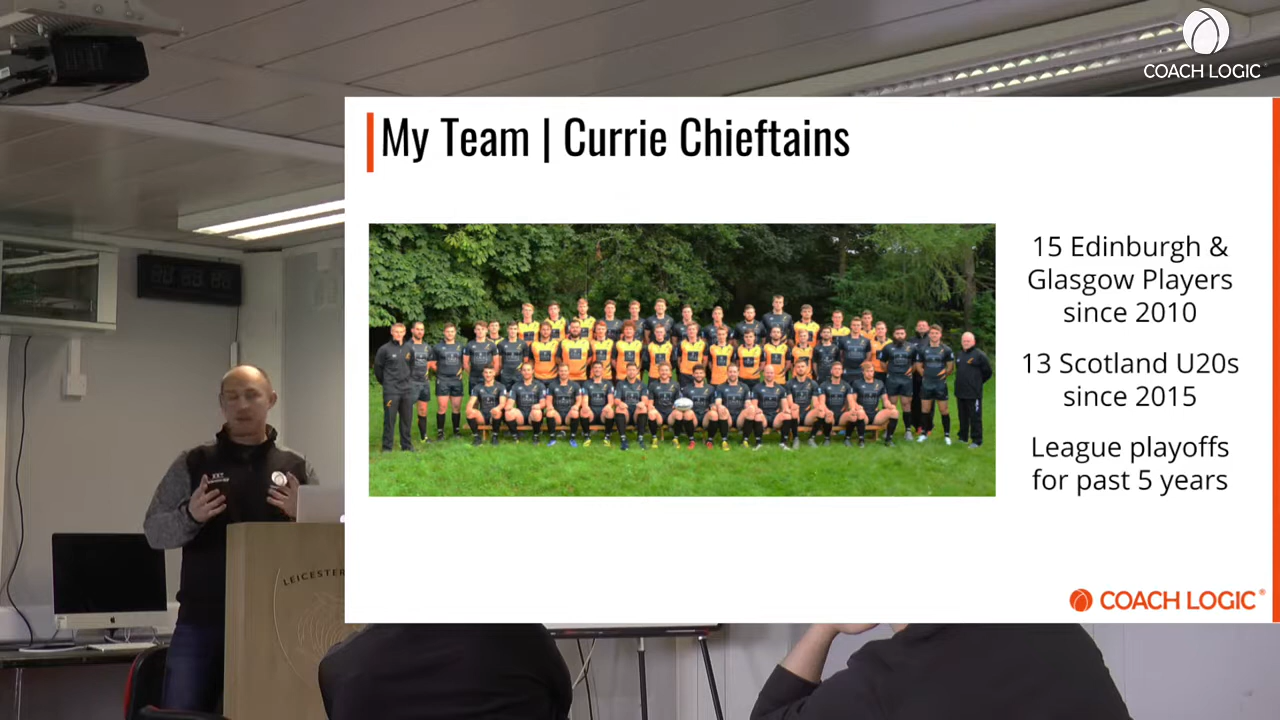 COACH LOGIC
My Team | Currie Chieftains
15 Edinburgh &
Glasgow Players
since 2010
13 Scotland U20s
since 2015
League playoffs
for past 5 years
COACH LOGIC®
LEICESTER